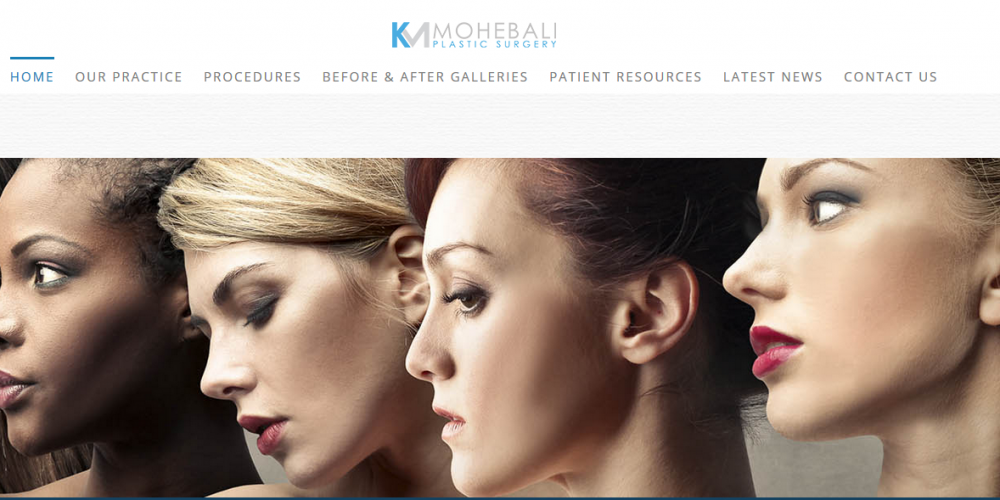 KM MOHEBALI
PLASTIC SURGERY
HOME OUR PRACTICE PROCEDURES BEFORE & AFTER GALLERIES PATIENT RESOURCES LATEST NEWS CONTACT US